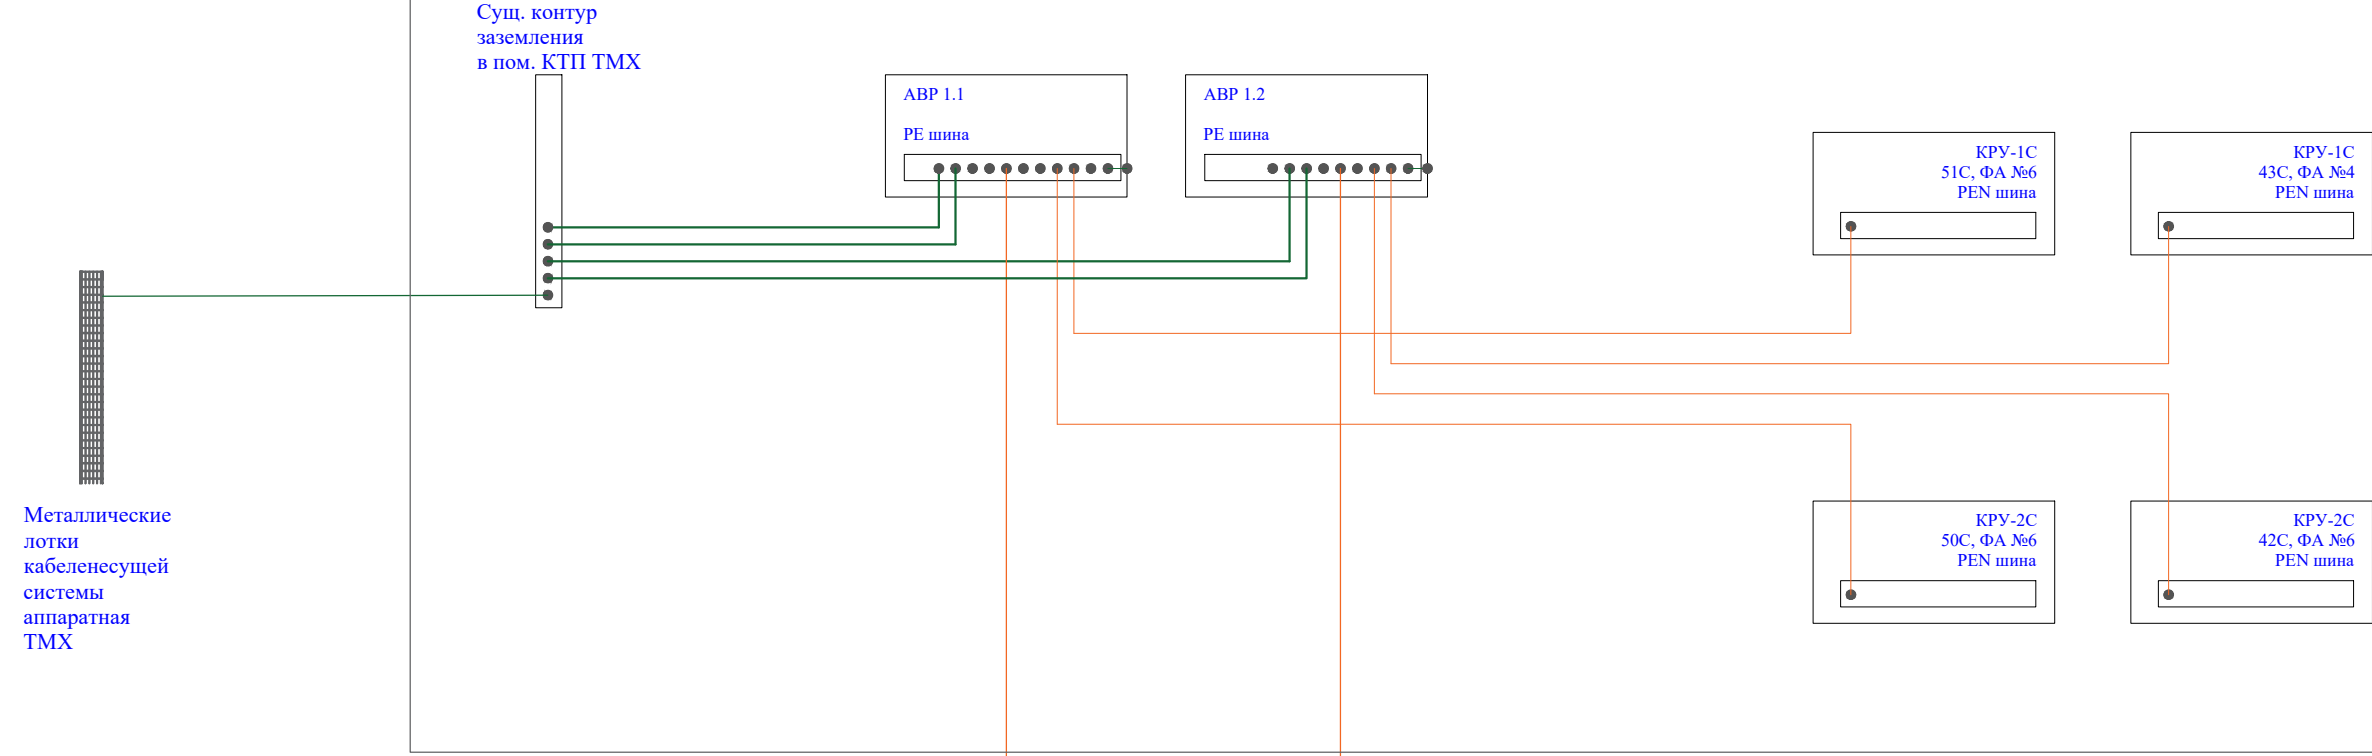 Сущ. контур
заземления
в пом. КТП ТМХ
АВР 1.1
PE шина
АВР 1.2
PE шина
КРУ-1С
51С, ФА №6
PEN шина
КРУ-1С
43С, ФА №4
PEN шина
Металлические
лотки
кабеленесущей
системы
аппаратная
ТМХ
КРУ-2С
50С, ФА №6
PEN шина
КРУ-2С
42С, ФА №6
PEN шина